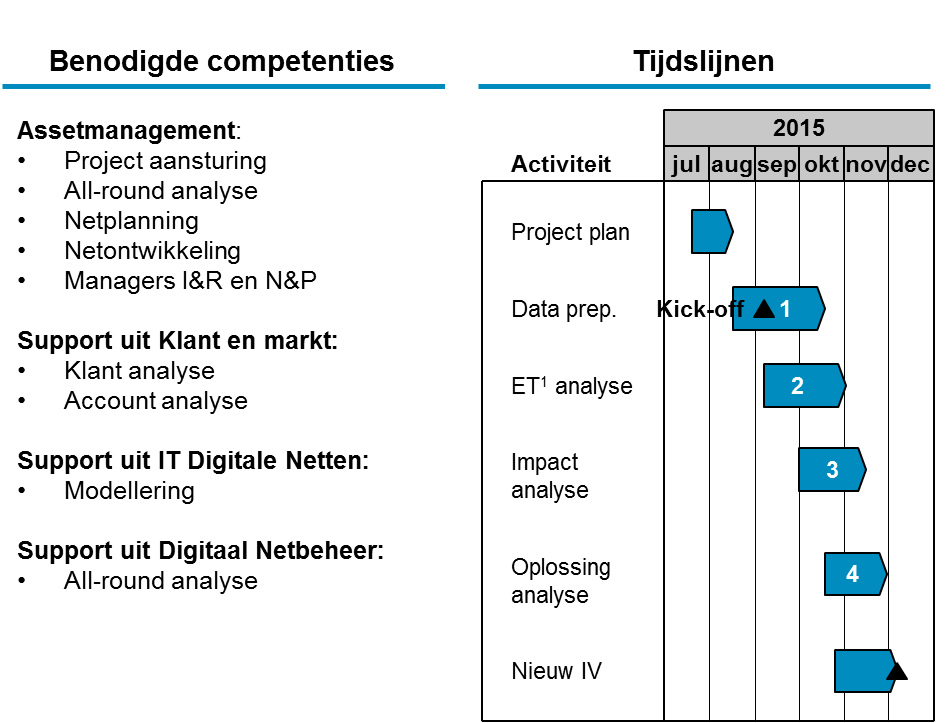 Benodigde competenties
Assetmanagement:
• Project aansturing
• All-round analyse
• Netplanning
• Netontwikkeling
• Managers I&R en N&P
Support uit Klant en markt:
• Klant analyse
• Account analyse
Support uit IT Digitale Netten:
• Modellering
Support uit Digitaal Netbeheer:
• All-round analyse
Tijdslijnen
2015
Activiteit jul aug sep okt nov dec
Project plan
Data prep. Kick-off 1
ET¹ analyse 2
Impact
analyse
3
Oplossing
analyse
4
Nieuw IV